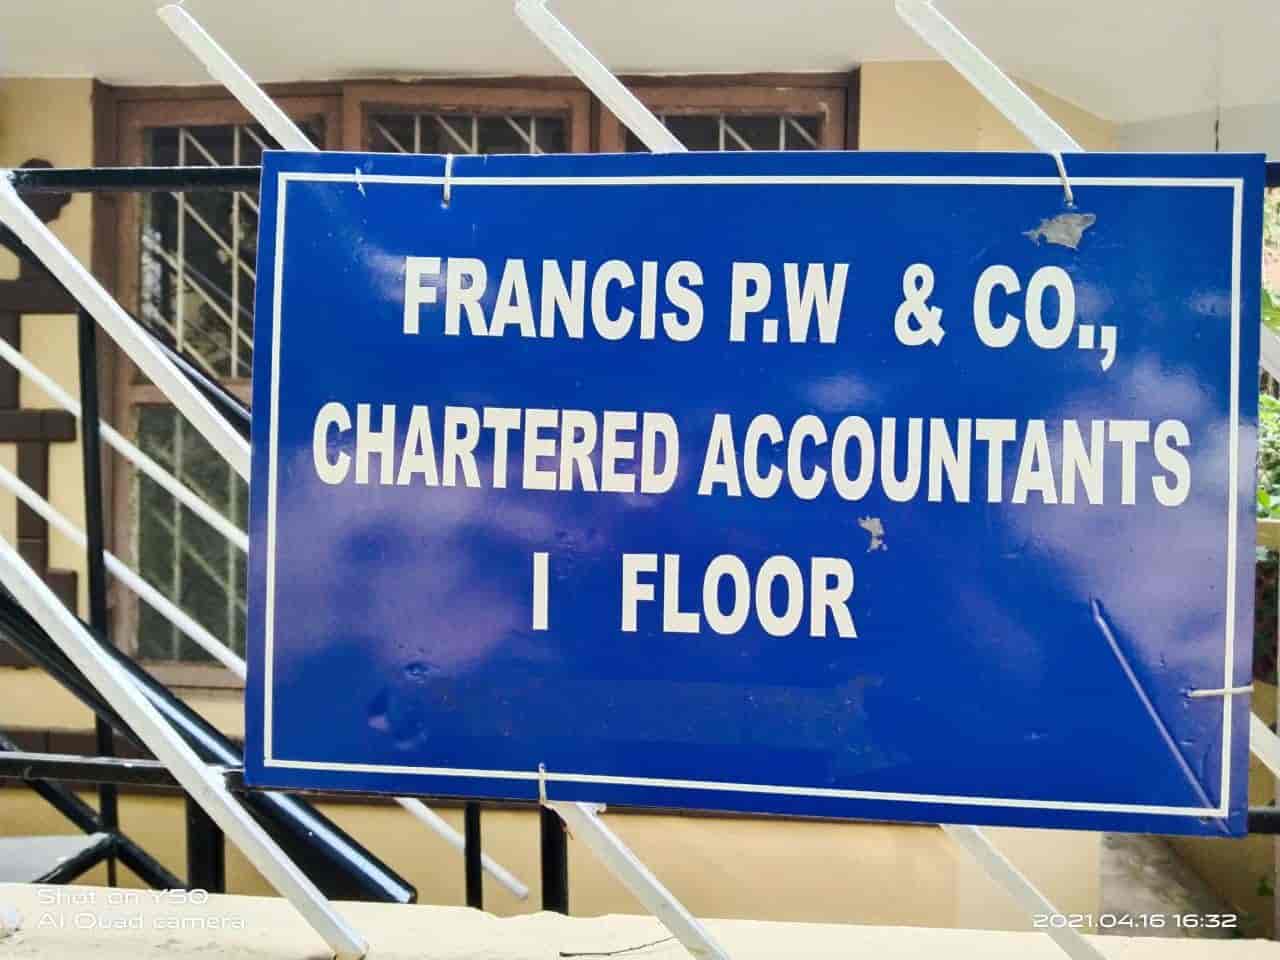 FRANCIS P.W & CO.,
CHARTERED ACCOUNTANTS
I FLOOR
Shot on Y50
AI Quad camera
2021.04.16 16:32